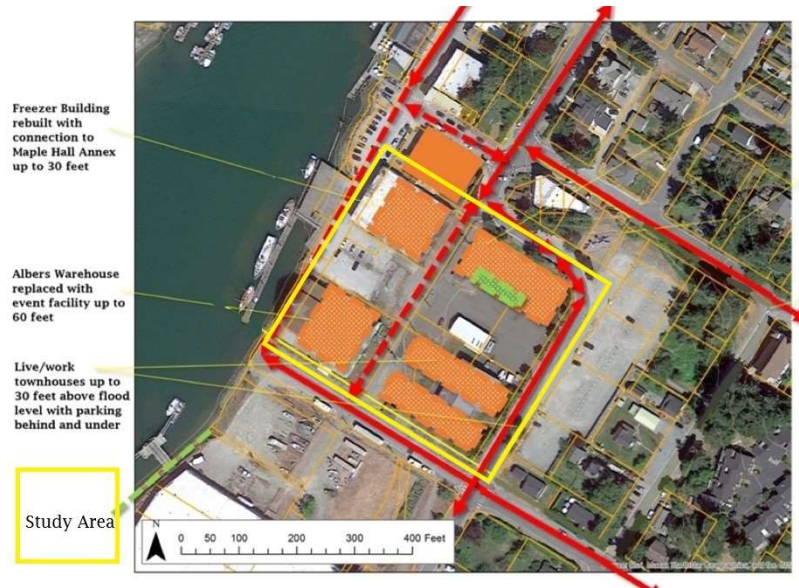 Freezer Building
rebuilt with
connection to
Maple Hall Annex
up to 30 feet
Albers Warehouse
replaced with
event facility up to
60 feet
Live/work
townhouses up to
30 feet above flood
level with parking
behind and under
Study Area
N
0 50 100 200 300 400 Feet